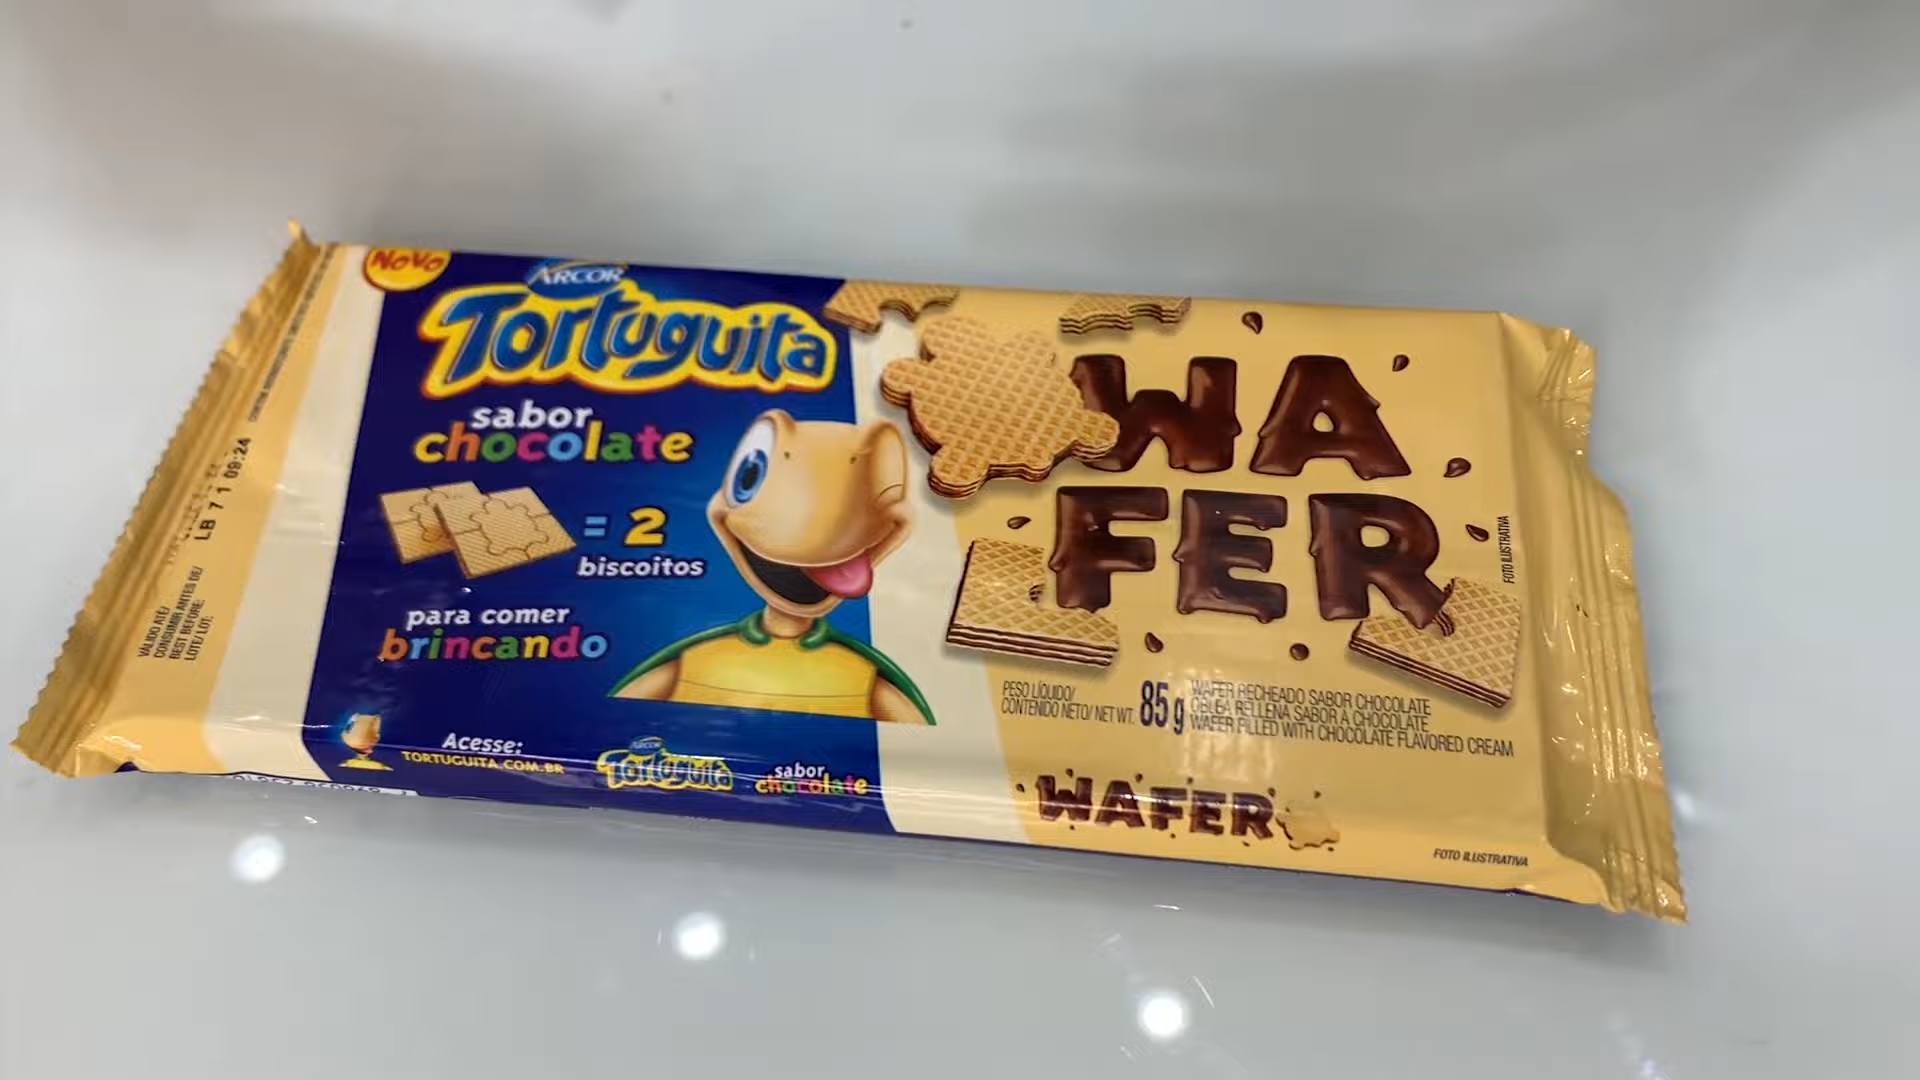 NOVO
ARCOR
Tortuguita
sabor
chocolate
= 2
biscoitos
para comer
brincando
Acesse:
TORTUGUITA.COM.BR
ARCOR
Tortuguita
sabor
chocolate
WA
FER
FOTO ILUSTRATIVA
PESO LÍQUIDO/
CONTENIDO NETO/ NET WT. 85 g
WAFER RECHEADO SABOR CHOCOLATE
OBLEA RELLENA SABOR A CHOCOLATE
WAFER FILLED WITH CHOCOLATE FLAVORED CREAM
WAFER
FOTO ILUSTRATIVA
VÁLIDO ATÉ/
CONSUMIR ANTES DE/
BEST BEFORE:
LOTE/ LOT:
LB 7 1 09:24